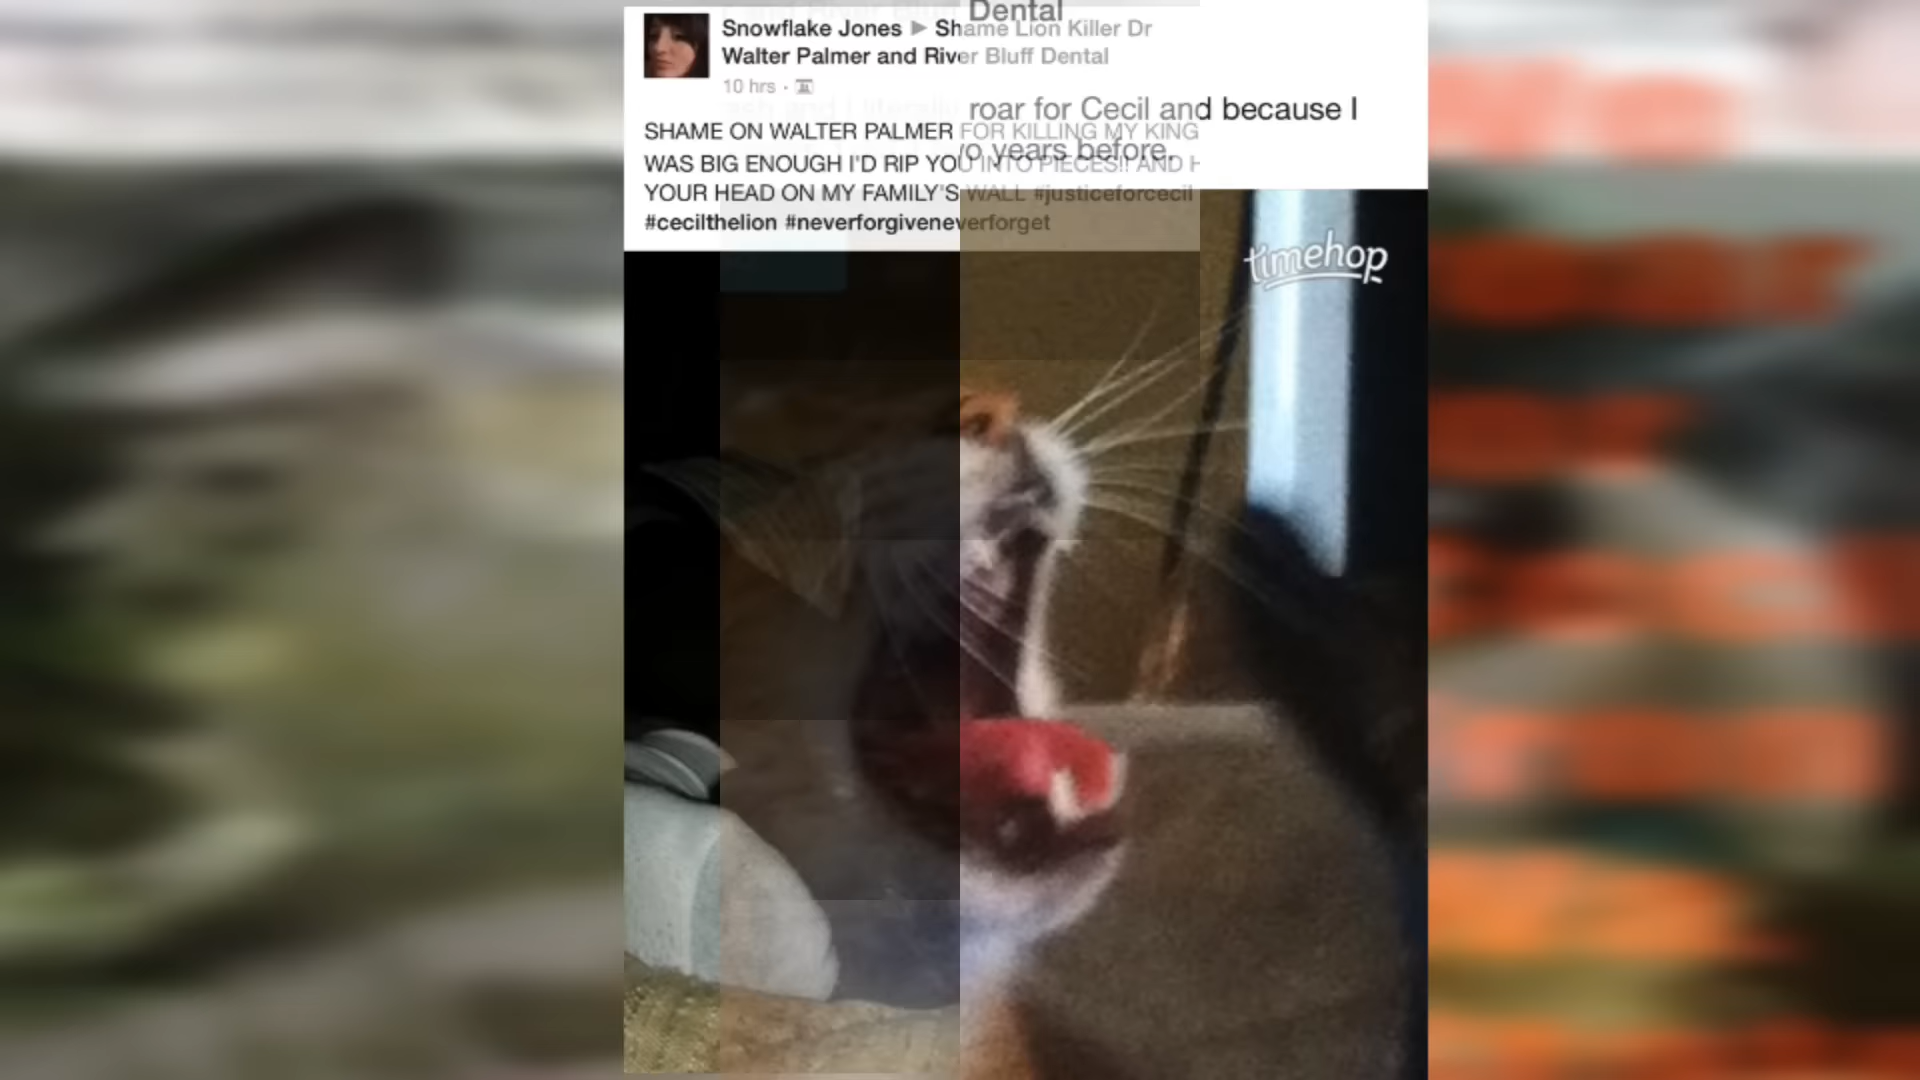 Dental
Snowflake Jones ▶ Shame Lion Killer Dr
Walter Palmer and River Bluff Dental
10 hrs ·
roar for Cecil and because I
SHAME ON WALTER PALMER FOR KILLING MY KING
years before.
WAS BIG ENOUGH I'D RIP YOU INTO PIECES!! AND
YOUR HEAD ON MY FAMILY'S WALL #justiceforcecil
#cecilthelion #neverforgiveneverforget
timehop